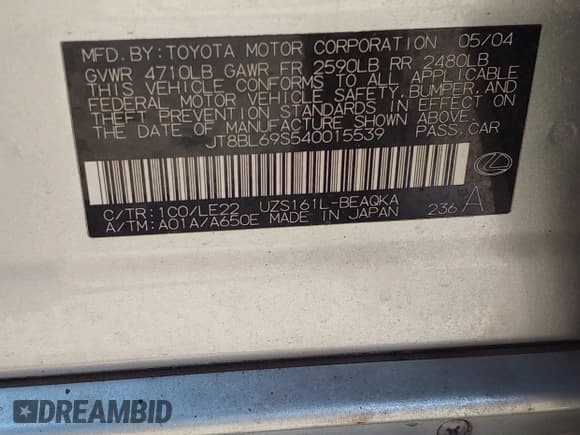 MFD.BY:TOYOTA MOTOR CORPORATION 05/04
GVWR 4710LB GAWR FR 2590LB RR 2480LB
THIS VEHICLE CONFORMS TO ALL APPLICABLE
FEDERAL MOTOR VEHICLE SAFETY,BUMPER,AND
THEFT PREVENTION STANDARDS IN EFFECT ON
THE DATE OF MANUFACTURE SHOWN ABOVE.
JT8BL69S540015539 PASS.CAR
C/TR:1C0/LE22 UZS161L-BEAQKA
A/TM:A01A/A650E MADE IN JAPAN 236 A
DREAMBID